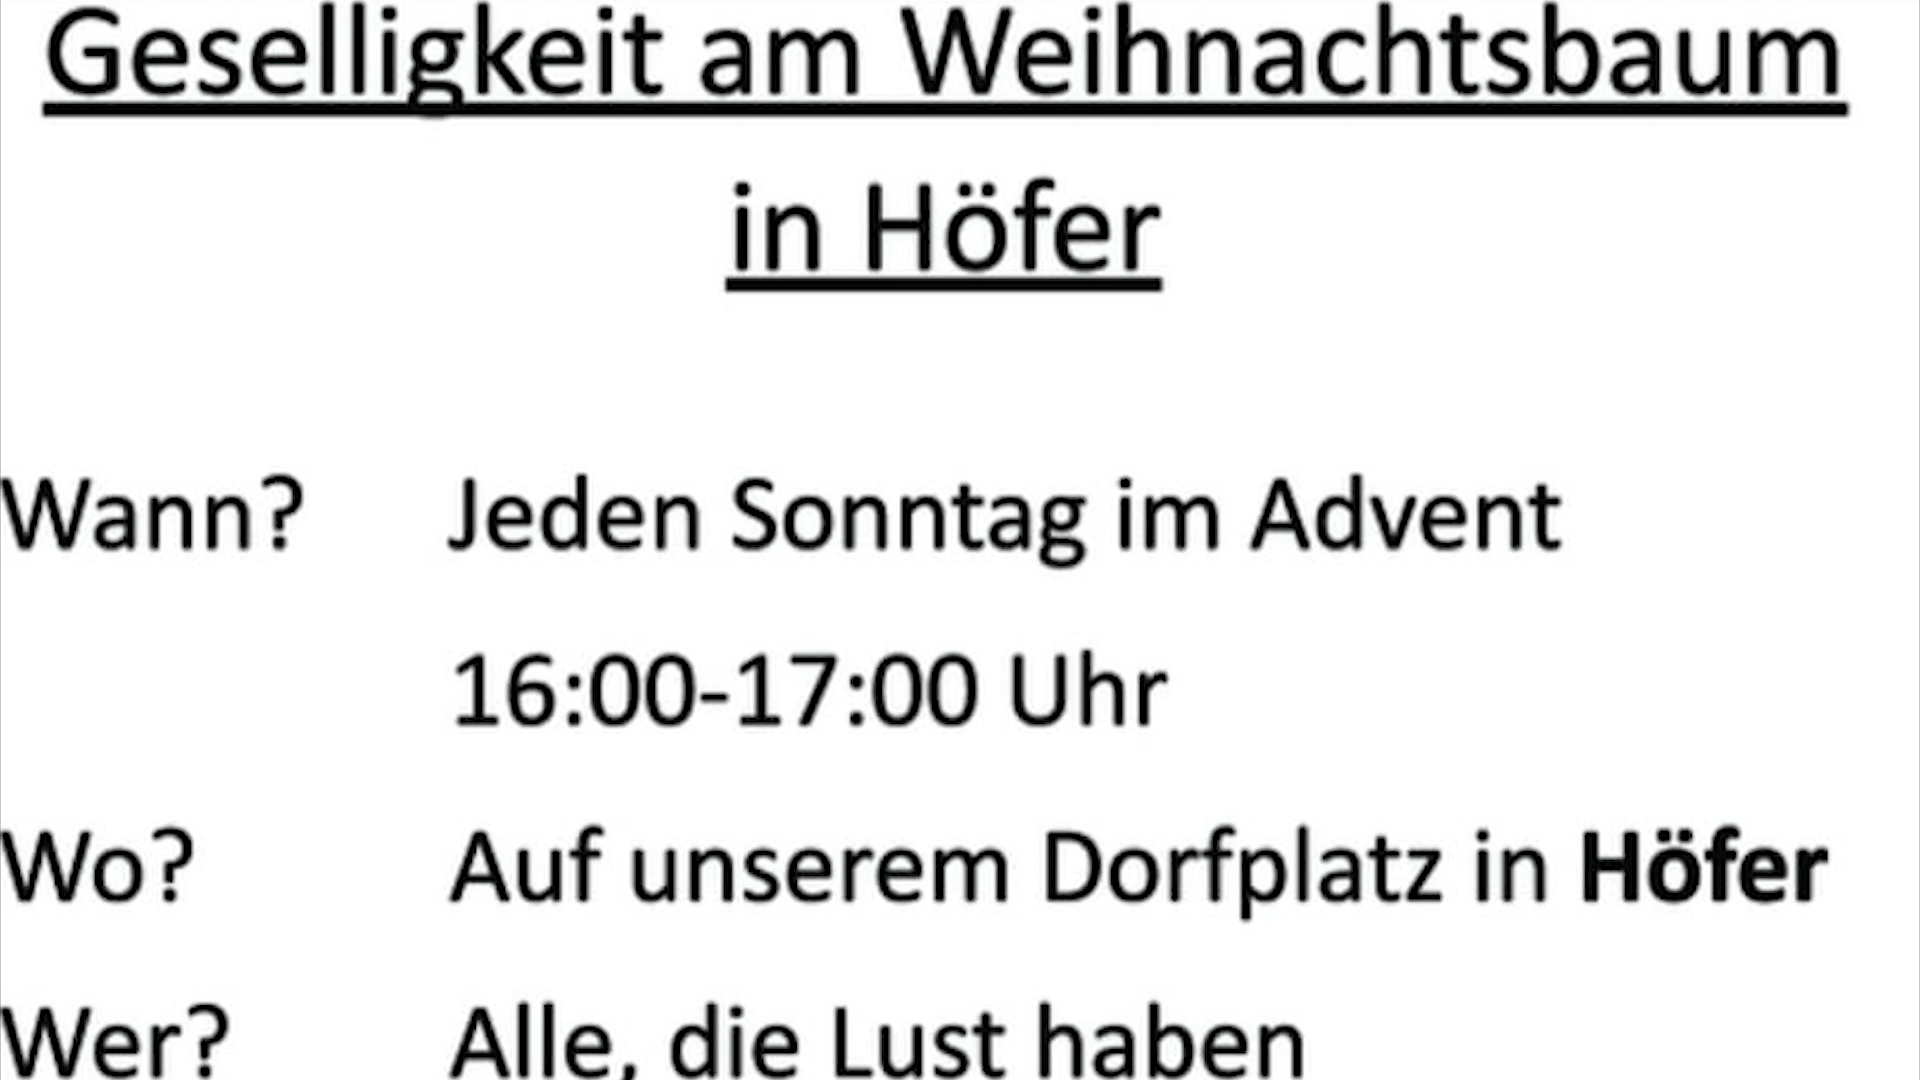 Geselligkeit am Weihnachtsbaum
in Höfer
Wann? Jeden Sonntag im Advent
16:00-17:00 Uhr
Wo? Auf unserem Dorfplatz in Höfer
Wer? Alle, die Lust haben